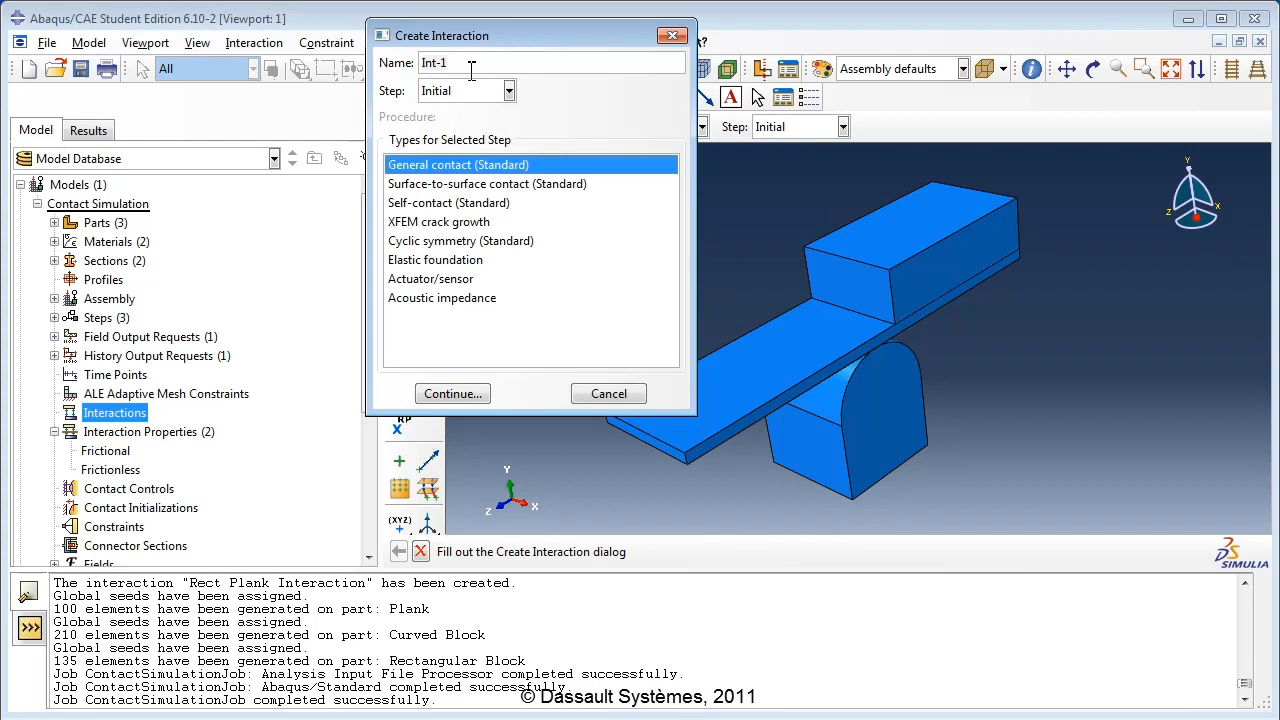 Abaqus/CAE Student Edition 6.10-2 [Viewport: 1]
File Model Viewport View Interaction Constraint ?
All
Assembly defaults
Model Results
Step: Initial
Model Database
Models (1)
Contact Simulation
Parts (3)
Materials (2)
Sections (2)
Profiles
Assembly
Steps (3)
Field Output Requests (1)
History Output Requests (1)
Time Points
ALE Adaptive Mesh Constraints
Interactions
Interaction Properties (2)
Frictional
Frictionless
Contact Controls
Contact Initializations
Constraints
Connector Sections
Fields
Create Interaction
Name: Int-1
Step: Initial
Procedure:
Types for Selected Step
General contact (Standard)
Surface-to-surface contact (Standard)
Self-contact (Standard)
XFEM crack growth
Cyclic symmetry (Standard)
Elastic foundation
Actuator/sensor
Acoustic impedance
Continue... Cancel
RP
X
A
i
(XYZ)
Y
Z
X
Y
Z
X
Fill out the Create Interaction dialog
SIMULIA
>>>
The interaction "Rect Plank Interaction" has been created.
Global seeds have been assigned.
100 elements have been generated on part: Plank
Global seeds have been assigned.
210 elements have been generated on part: Curved Block
Global seeds have been assigned.
135 elements have been generated on part: Rectangular Block
Job ContactSimulationJob: Analysis Input File Processor completed successfully.
Job ContactSimulationJob: Abaqus/Standard completed successfully.
Job ContactSimulationJob completed successfully.
© Dassault Systèmes, 2011